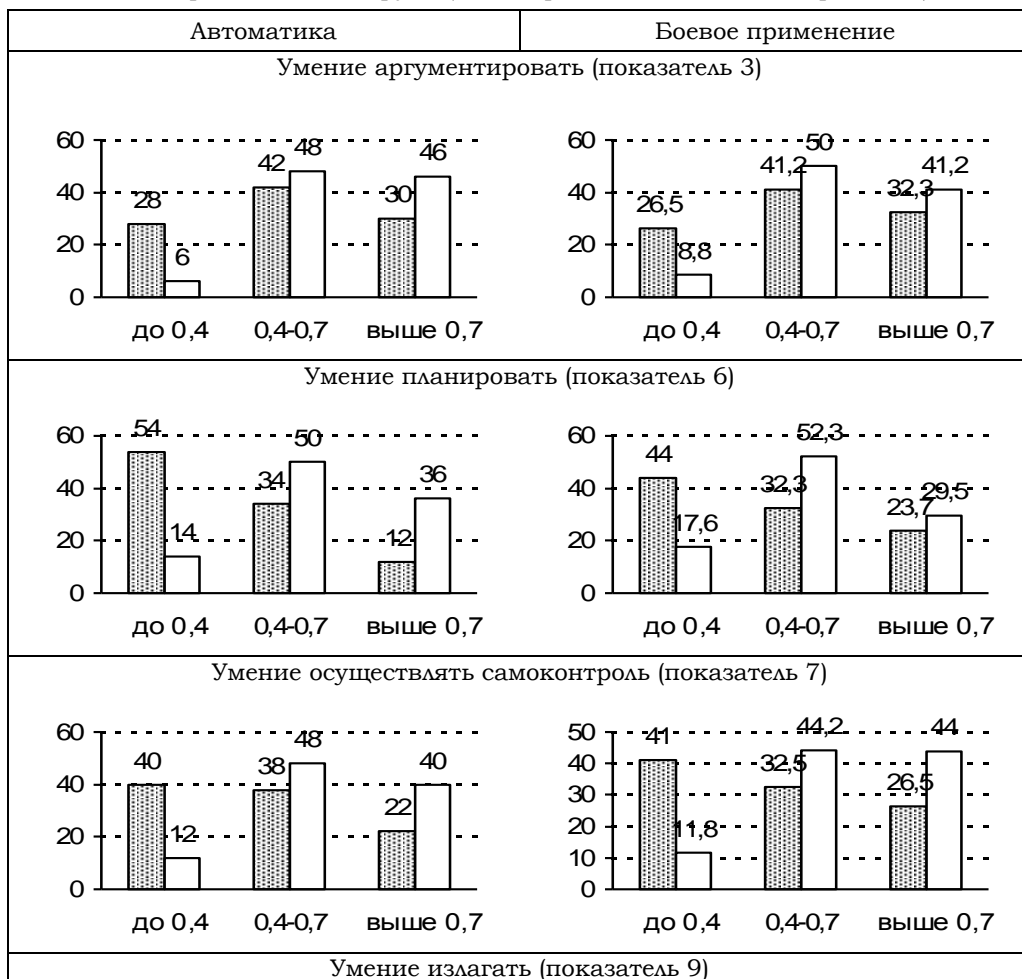 Автоматика Боевое применение
Умение аргументировать (показатель 3)
60 40 20 0
28 6 42 48 30 46
до 0,4 0,4-0,7 выше 0,7
60 40 20 0
26,5 8,8 41,2 50 32,3 41,2
до 0,4 0,4-0,7 выше 0,7
Умение планировать (показатель 6)
60 40 20 0
54 14 34 50 12 36
до 0,4 0,4-0,7 выше 0,7
60 40 20 0
44 17,6 32,3 52,3 23,7 29,5
до 0,4 0,4-0,7 выше 0,7
Умение осуществлять самоконтроль (показатель 7)
60 40 20 0
40 12 38 48 22 40
до 0,4 0,4-0,7 выше 0,7
50 40 30 20 10 0
41 11,8 32,5 44,2 26,5 44
до 0,4 0,4-0,7 выше 0,7
Умение излагать (показатель 9)